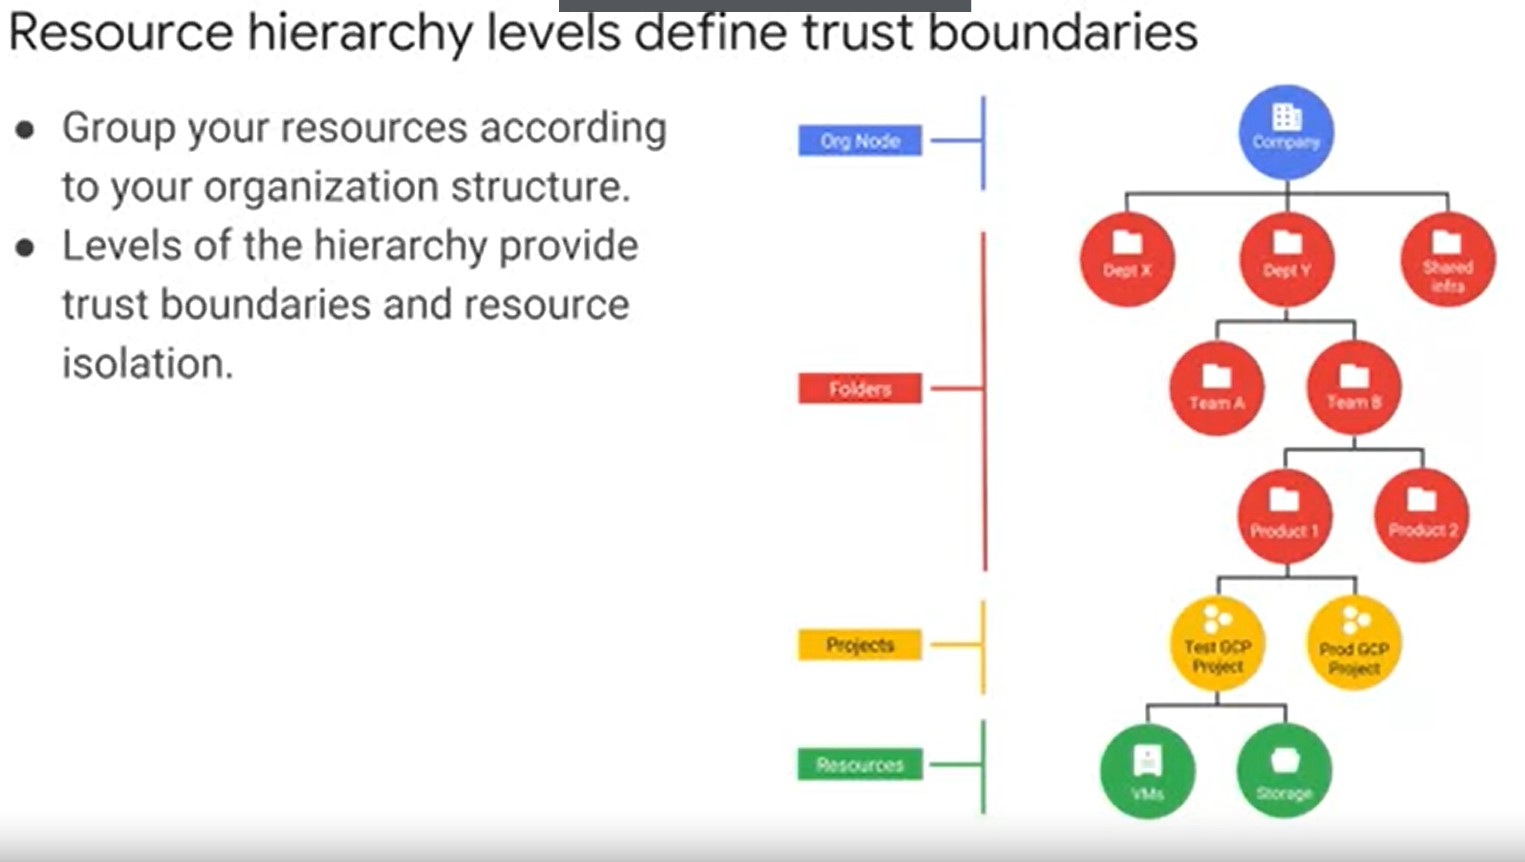 Resource hierarchy levels define trust boundaries
● Group your resources according
to your organization structure.
● Levels of the hierarchy provide
trust boundaries and resource
isolation.
Org Node
Company
Dept X
Dept Y
Shared
infra
Folders
Team A
Team B
Product 1
Product 2
Projects
Test GCP
Project
Prod GCP
Project
Resources
VMs
Storage